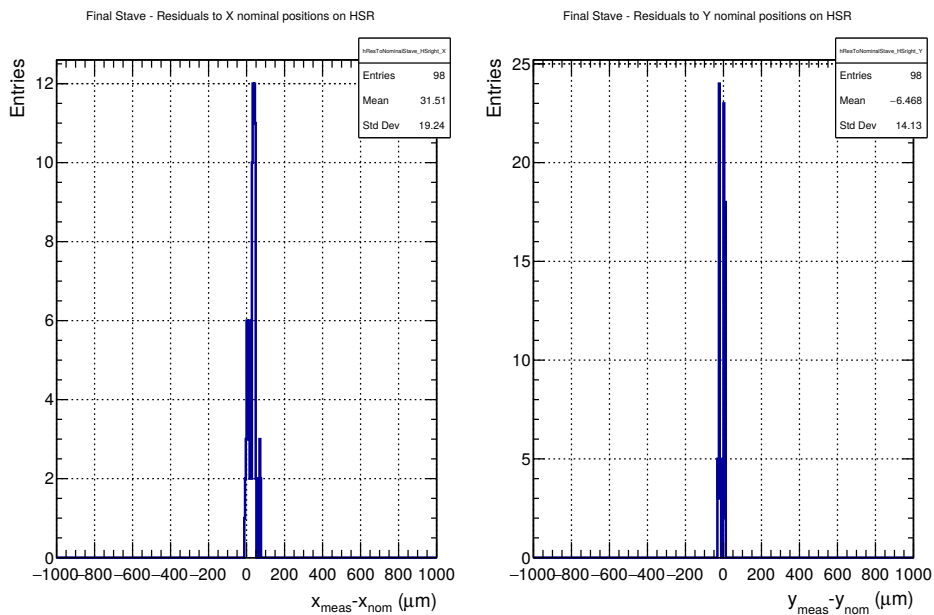 Final Stave - Residuals to X nominal positions on HSR
hResToNominalStave_HSright_X
Entries 98
Mean 31.51
Std Dev 19.24
Entries
12
10
8
6
4
2
0
−1000−800−600−400−200 0 200 400 600 800 1000
x_meas-x_nom (μm)
Final Stave - Residuals to Y nominal positions on HSR
hResToNominalStave_HSright_Y
Entries 98
Mean −6.468
Std Dev 14.13
Entries
25
20
15
10
5
0
−1000−800−600−400−200 0 200 400 600 800 1000
y_meas-y_nom (μm)